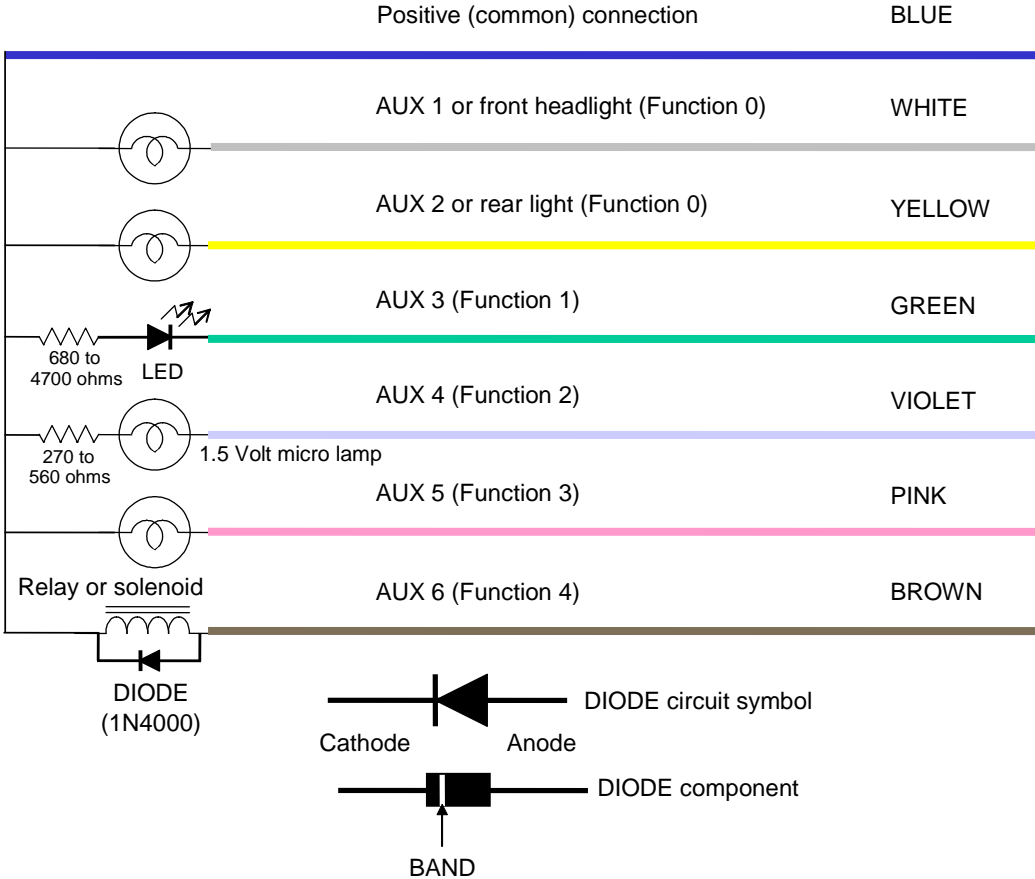 Positive (common) connection BLUE
AUX 1 or front headlight (Function 0) WHITE
AUX 2 or rear light (Function 0) YELLOW
AUX 3 (Function 1) GREEN
680 to
4700 ohms
LED
AUX 4 (Function 2) VIOLET
270 to
560 ohms
1.5 Volt micro lamp
AUX 5 (Function 3) PINK
Relay or solenoid
AUX 6 (Function 4) BROWN
DIODE
(1N4000)
DIODE circuit symbol
Cathode Anode
DIODE component
BAND